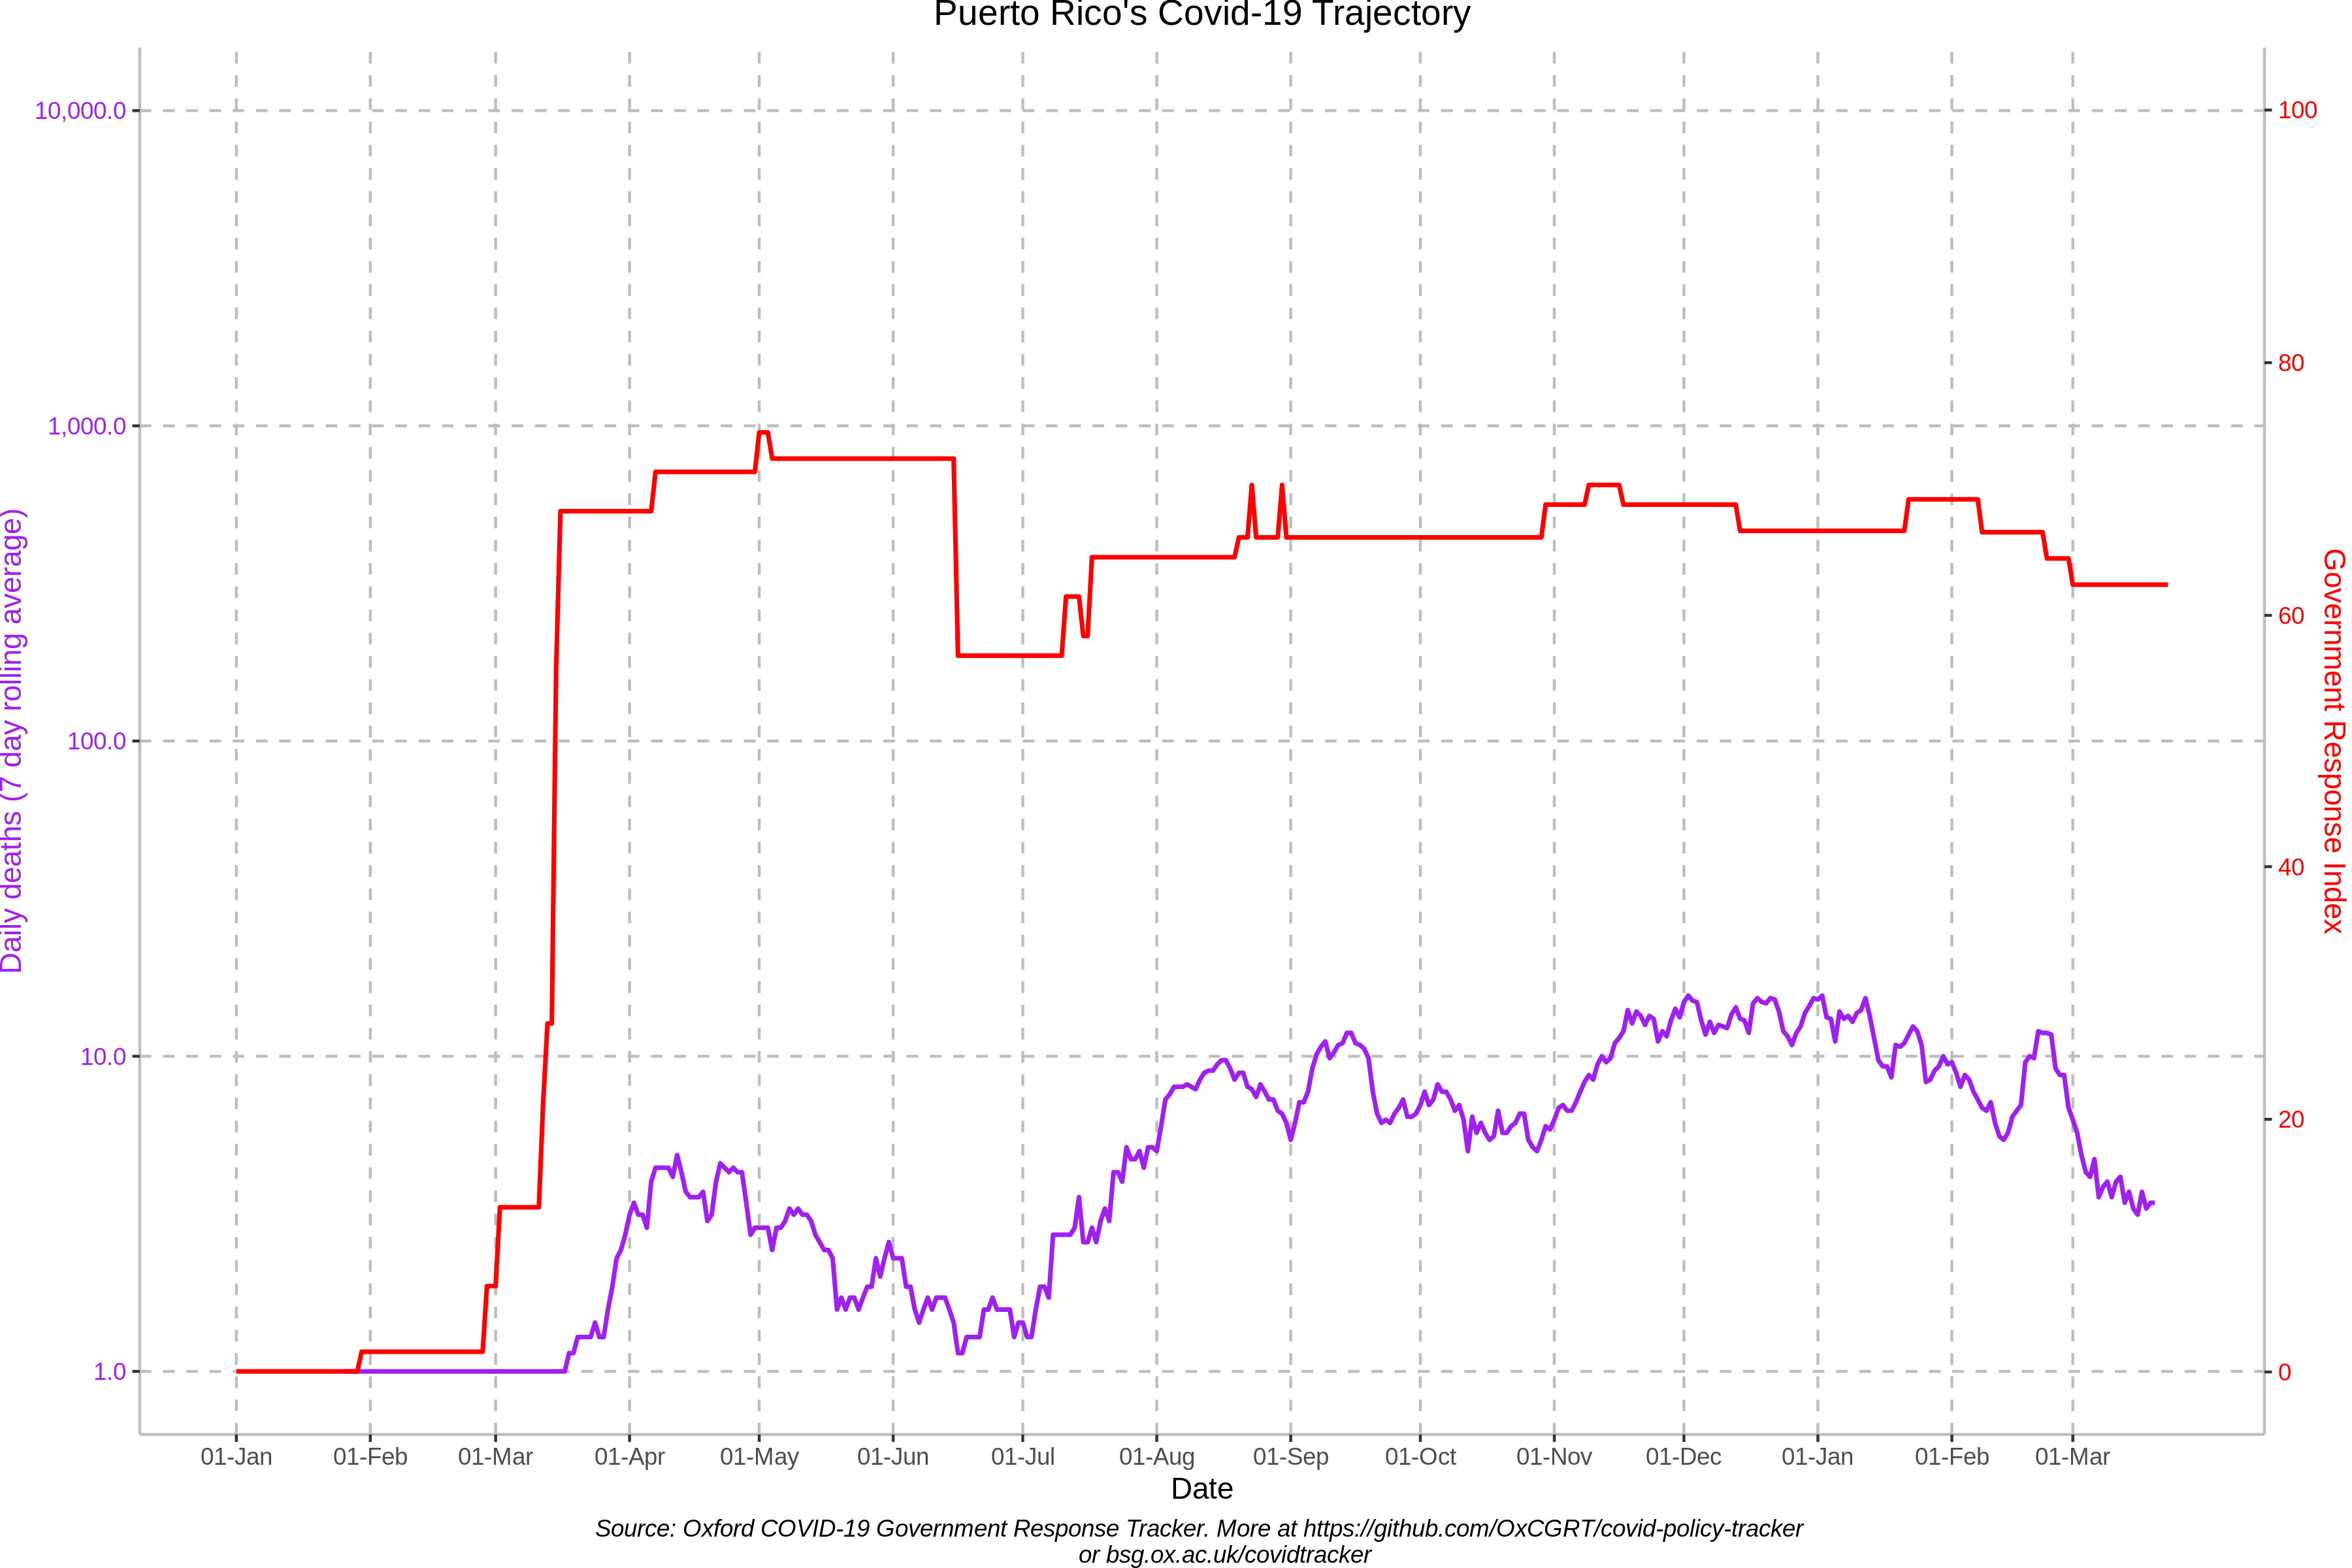 Puerto Rico's Covid-19 Trajectory
10,000.0
1,000.0
100.0
10.0
1.0
Daily deaths (7 day rolling average)
100
80
60
40
20
0
Government Response Index
01-Jan 01-Feb 01-Mar 01-Apr 01-May 01-Jun 01-Jul 01-Aug 01-Sep 01-Oct 01-Nov 01-Dec 01-Jan 01-Feb 01-Mar
Date
Source: Oxford COVID-19 Government Response Tracker. More at https://github.com/OxCGRT/covid-policy-tracker
or bsg.ox.ac.uk/covidtracker